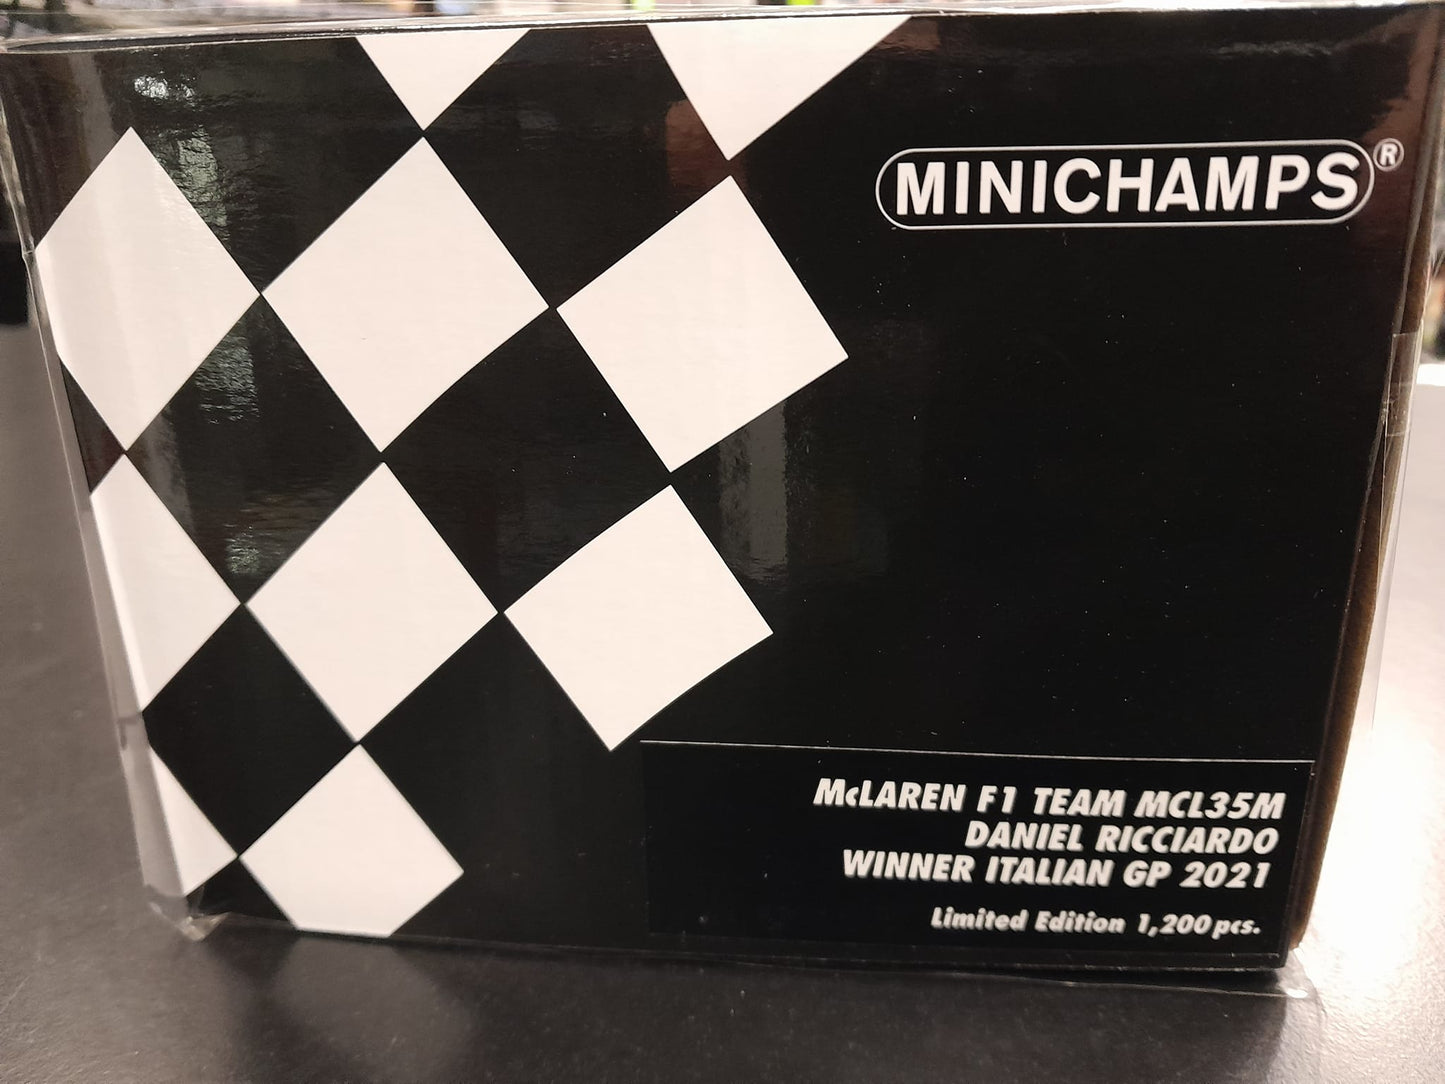 MINICHAMPS®
McLAREN F1 TEAM MCL35M
DANIEL RICCIARDO
WINNER ITALIAN GP 2021
Limited Edition 1,200 pcs.